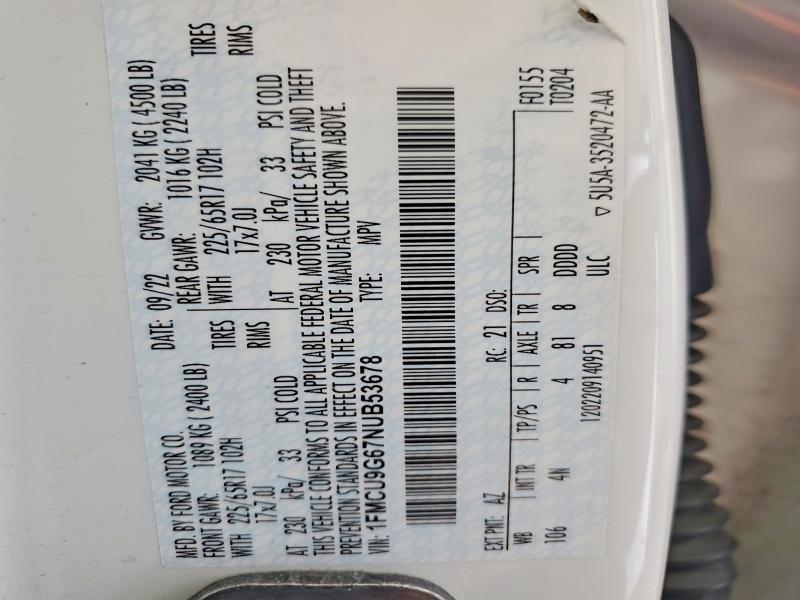 MFD. BY FORD MOTOR CO.
DATE: 09/22 GVWR: 2041 KG ( 4500 LB)
FRONT GAWR: 1089 KG ( 2400 LB)
REAR GAWR: 1016 KG ( 2240 LB)
WITH 225/65R17 102H TIRES
WITH 225/65R17 102H TIRES
17x7.0J RIMS
17x7.0J RIMS
AT 230 kPa/ 33 PSI COLD
AT 230 kPa/ 33 PSI COLD
THIS VEHICLE CONFORMS TO ALL APPLICABLE FEDERAL MOTOR VEHICLE SAFETY AND THEFT
PREVENTION STANDARDS IN EFFECT ON THE DATE OF MANUFACTURE SHOWN ABOVE.
VIN: 1FMCU9G67NUB53678 TYPE: MPV
F0155
EXT PNT: AZ RC: 21 DSO: T0204
WB INT TR TP/PS R AXLE TR SPR
106 4N 4 81 8 DDDD
1202209140951 ULC ▽ 5U5A-3520472-AA